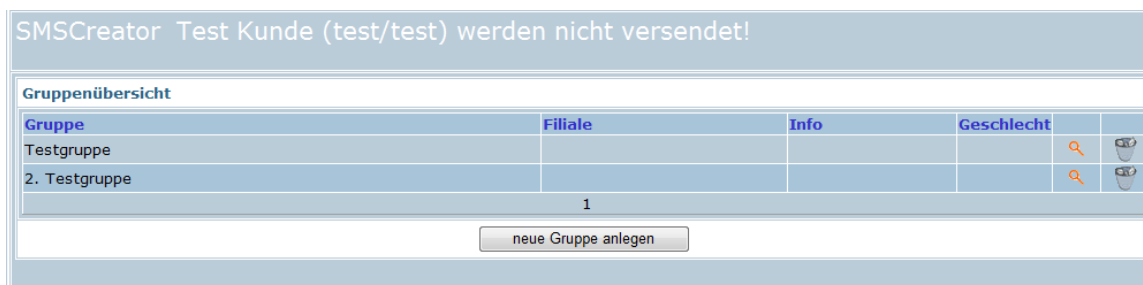 SMSCreator Test Kunde (test/test) werden nicht versendet!
Gruppenübersicht
Gruppe Filiale Info Geschlecht
Testgruppe
2. Testgruppe
1
neue Gruppe anlegen